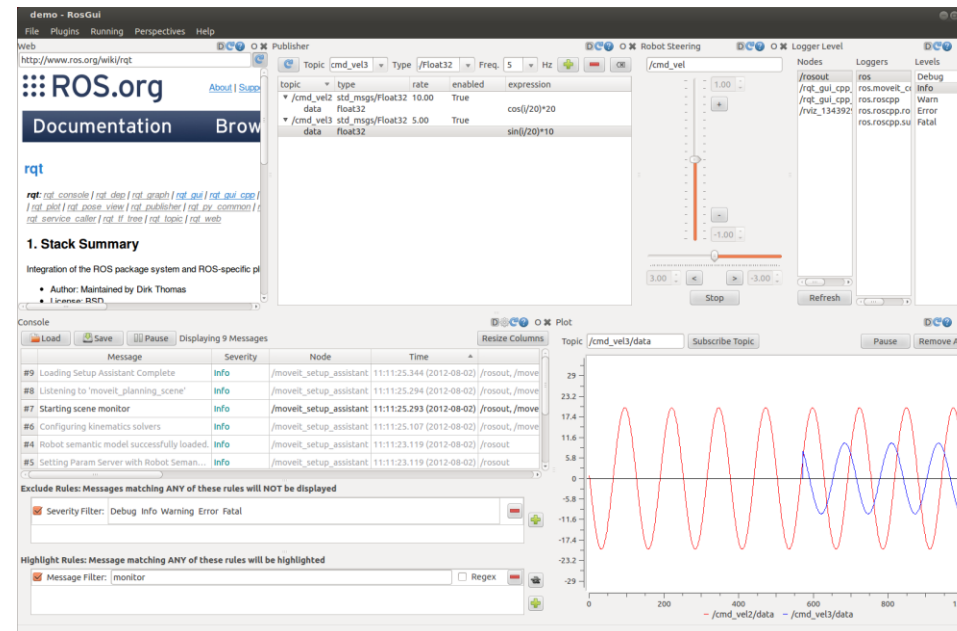 demo - RosGui
File Plugins Running Perspectives Help
Web
http://www.ros.org/wiki/rqt
ROS.org
About | Supp
Documentation Brow
rqt
rqt: rqt_console | rqt_dep | rqt_graph | rqt_gui | rqt_gui_cpp |
| rqt_plot | rqt_pose_view | rqt_publisher | rqt_py_common |
rqt_service_caller | rqt_tf_tree | rqt_topic | rqt_web
1. Stack Summary
Integration of the ROS package system and ROS-specific pl
• Author: Maintained by Dirk Thomas
• License: BSD
Publisher
Topic cmd_vel3 Type /Float32 Freq. 5 Hz
topic type rate enabled expression
/cmd_vel2 std_msgs/Float32 10.00 True
data float32 cos(i/20)*20
/cmd_vel3 std_msgs/Float32 5.00 True
data float32 sin(i/20)*10
Robot Steering
/cmd_vel
1.00
+
-
-1.00
3.00 < > -3.00
Stop
Logger Level
Nodes Loggers Levels
/rosout ros Debug
/rqt_gui_cpp_ ros.moveit_co Info
/rqt_gui_cpp_ ros.roscpp Warn
/rviz_134392 ros.roscpp.ro Error
ros.roscpp.su Fatal
Refresh
Console
Load Save Pause Displaying 9 Messages Resize Columns
Message Severity Node Time
#9 Loading Setup Assistant Complete Info /moveit_setup_assistant 11:11:25.344 (2012-08-02) /rosout, /move
#8 Listening to 'moveit_planning_scene' Info /moveit_setup_assistant 11:11:25.294 (2012-08-02) /rosout, /move
#7 Starting scene monitor Info /moveit_setup_assistant 11:11:25.293 (2012-08-02) /rosout, /move
#6 Configuring kinematics solvers Info /moveit_setup_assistant 11:11:25.107 (2012-08-02) /rosout, /move
#4 Robot semantic model successfully loaded. Info /moveit_setup_assistant 11:11:23.119 (2012-08-02) /rosout
#5 Setting Param Server with Robot Seman... Info /moveit_setup_assistant 11:11:23.119 (2012-08-02) /rosout
Exclude Rules: Messages matching ANY of these rules will NOT be displayed
Severity Filter: Debug Info Warning Error Fatal
Highlight Rules: Message matching ANY of these rules will be highlighted
Message Filter: monitor Regex
Plot
Topic /cmd_vel3/data Subscribe Topic Pause Remove A
29
23.2
17.4
11.6
5.8
0
-5.8
-11.6
-17.4
-23.2
-29
0 200 400 600 800 1
/cmd_vel2/data /cmd_vel3/data